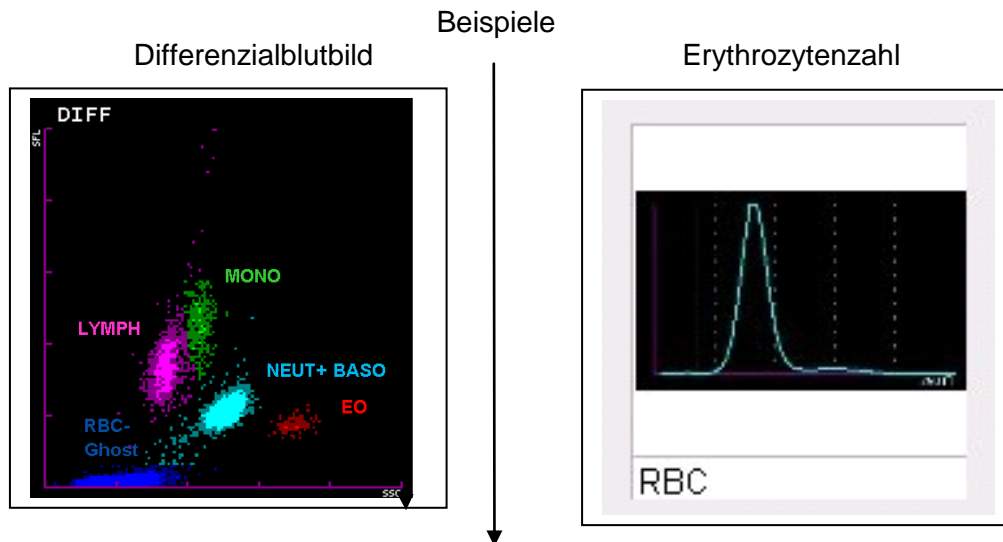 Beispiele
Differenzialblutbild
Erythrozytenzahl
DIFF
SFL
MONO
LYMPH
NEUT+ BASO
EO
RBC-
Ghost
SSC
RBC